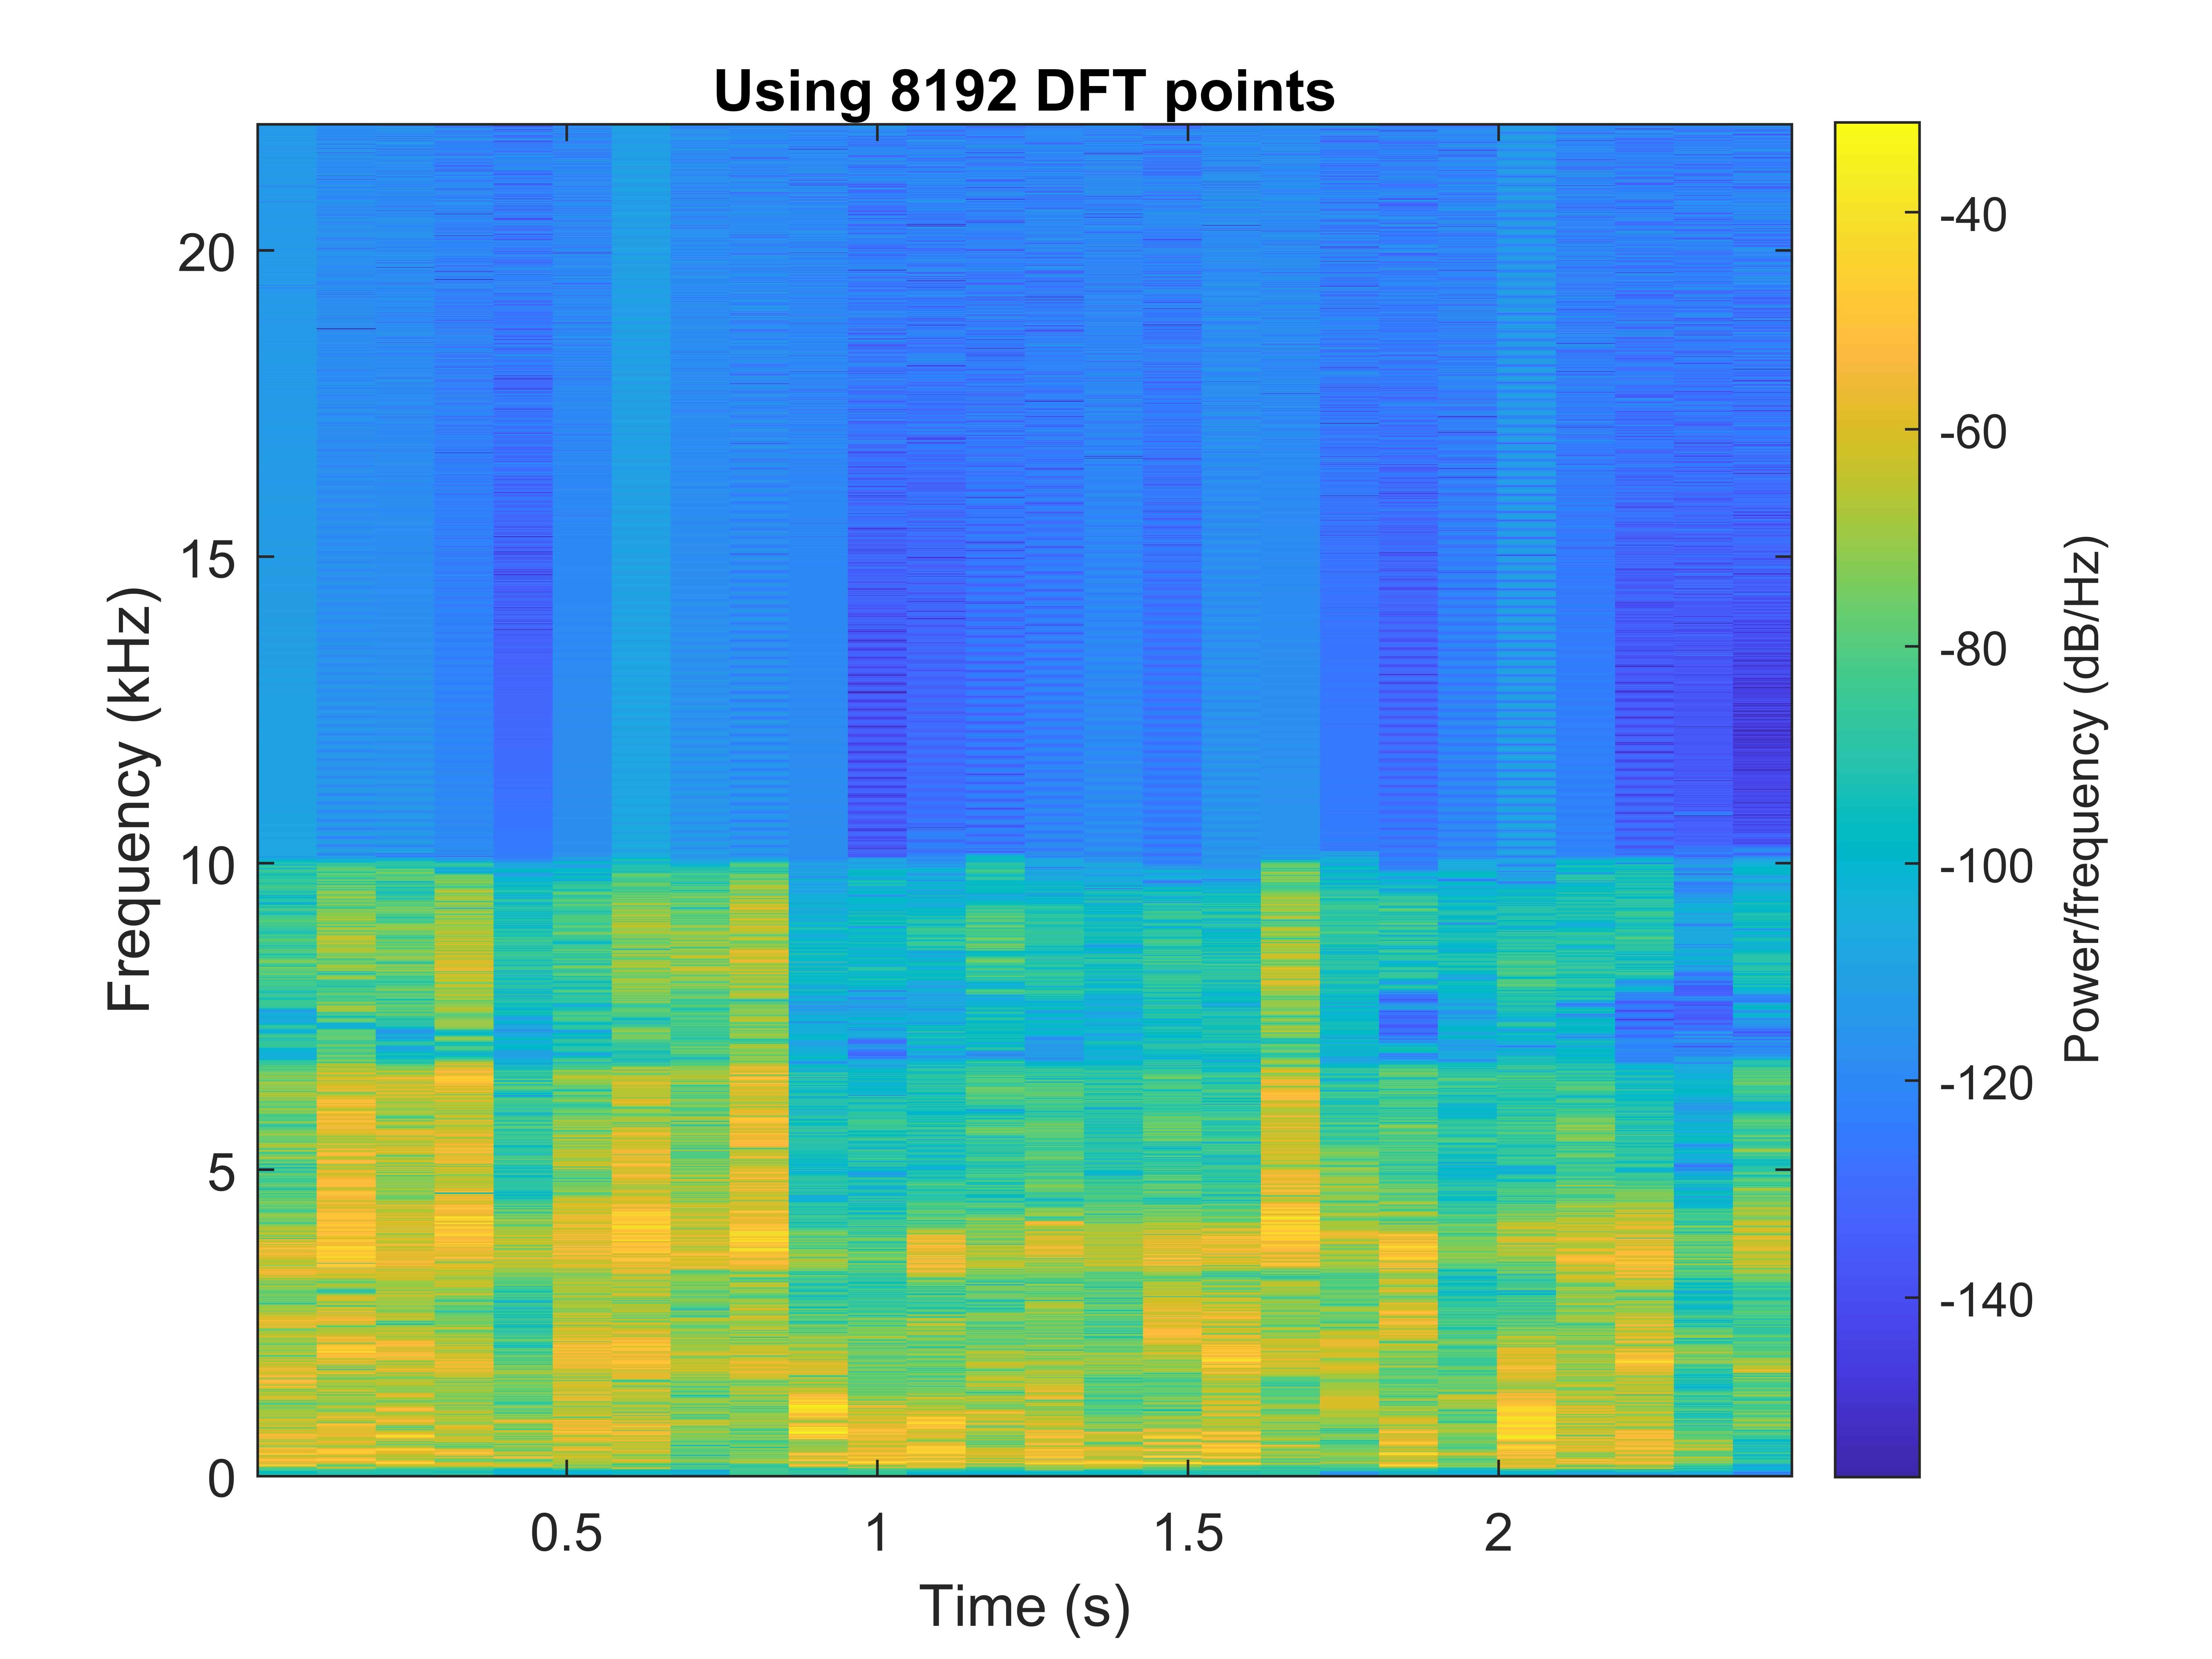 Using 8192 DFT points
Frequency (kHz)
20
15
10
5
0
0.5 1 1.5 2
Time (s)
-40
-60
-80
-100
-120
-140
Power/frequency (dB/Hz)